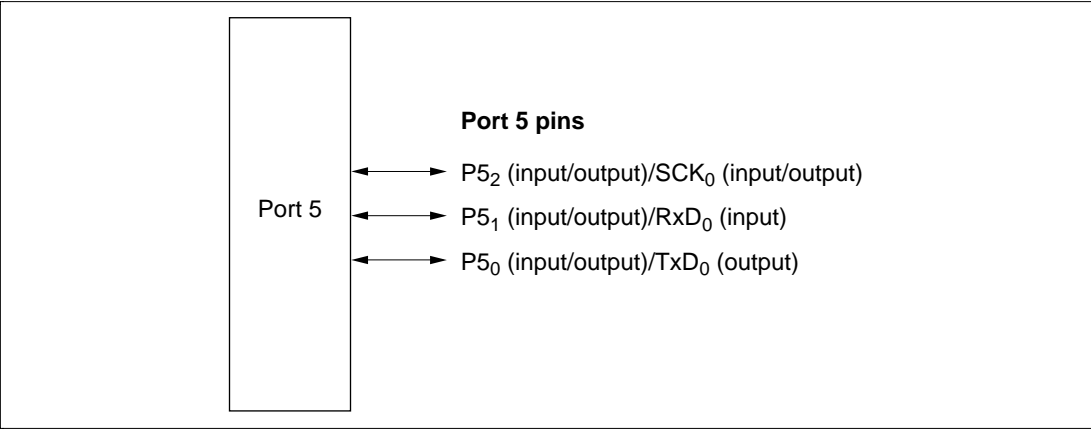 Port 5 pins
P5₂ (input/output)/SCK₀ (input/output)
Port 5
P5₁ (input/output)/RxD₀ (input)
P5₀ (input/output)/TxD₀ (output)